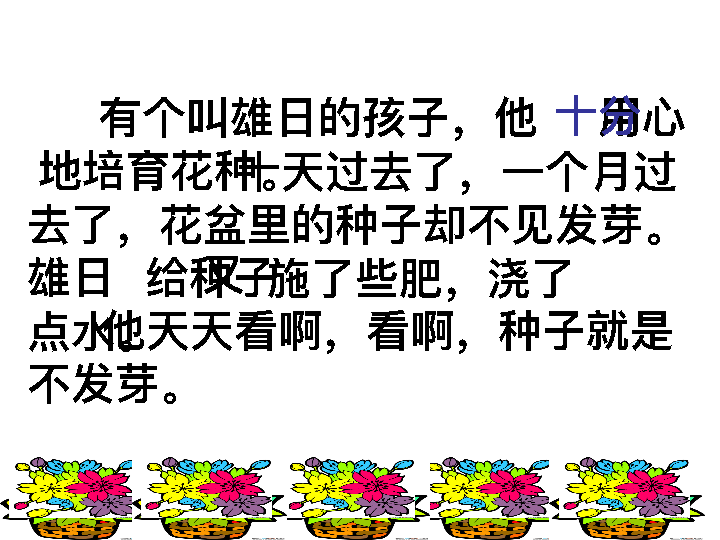 有个叫雄日的孩子，他十分用心
地培育花种。十天过去了，一个月过
去了，花盆里的种子却不见发芽。
雄日又给种子施了些肥，浇了
点水。他天天看啊，看啊，种子就是
不发芽。